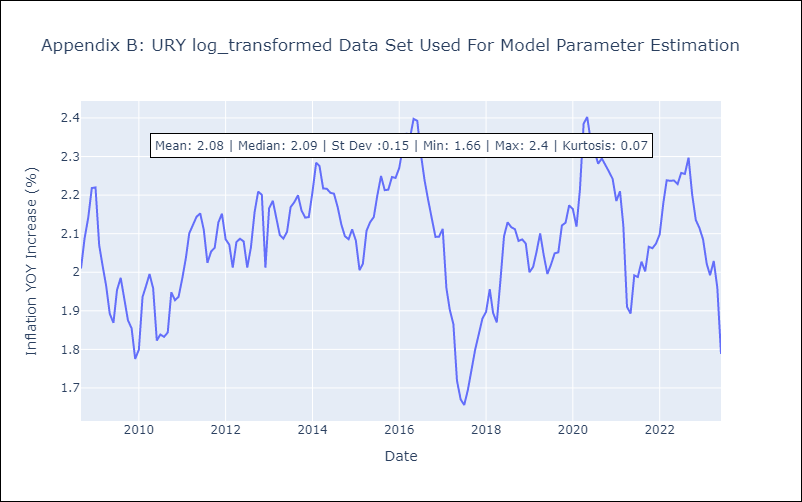 Appendix B: URY log_transformed Data Set Used For Model Parameter Estimation
Mean: 2.08 | Median: 2.09 | St Dev :0.15 | Min: 1.66 | Max: 2.4 | Kurtosis: 0.07
Inflation YOY Increase (%)
2.4
2.3
2.2
2.1
2
1.9
1.8
1.7
2010 2012 2014 2016 2018 2020 2022
Date